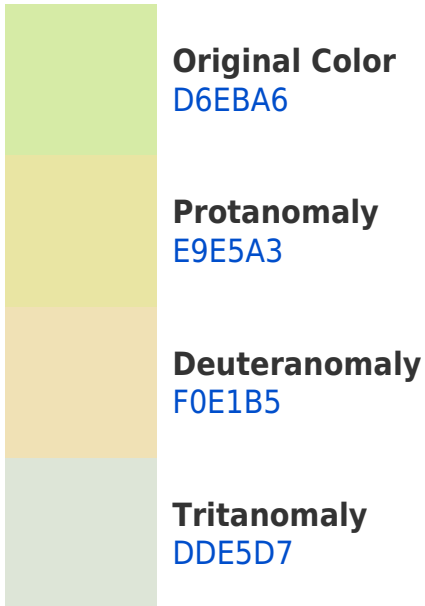 Original Color
D6EBA6
Protanomaly
E9E5A3
Deuteranomaly
F0E1B5
Tritanomaly
DDE5D7